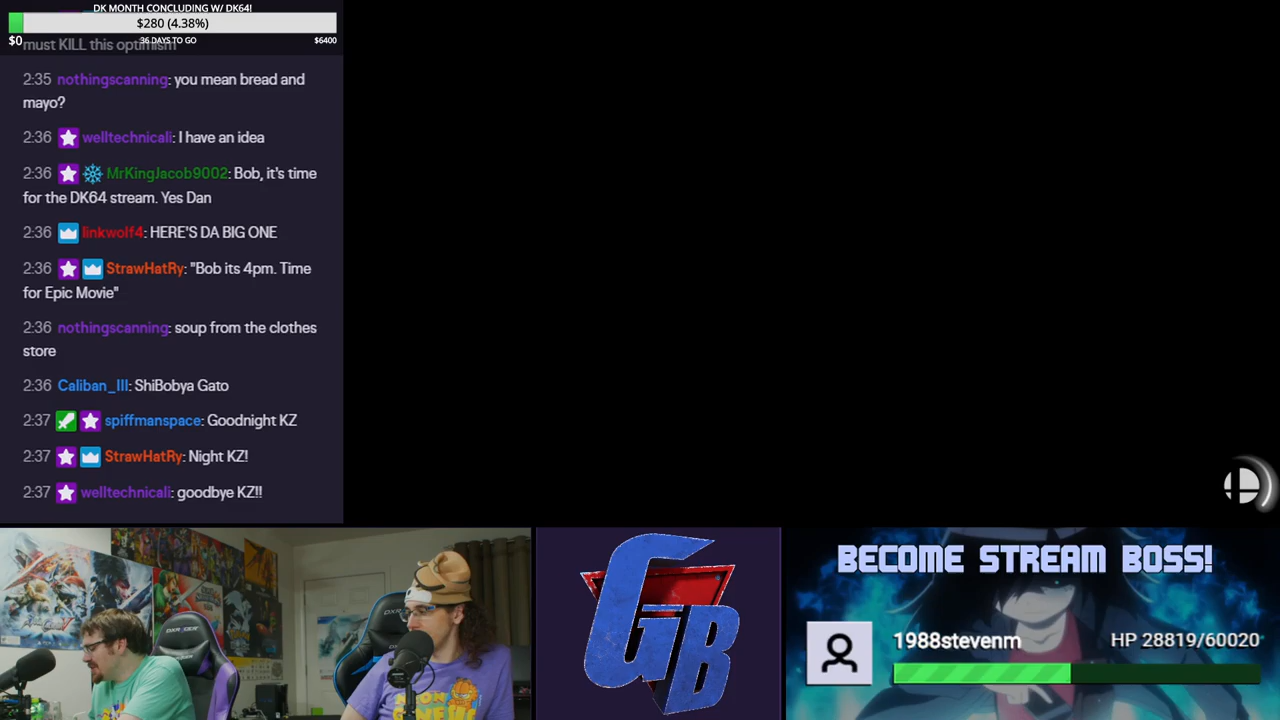 DK MONTH CONCLUDING W/ DK64!
$280 (4.38%)
$0 36 DAYS TO GO $6400
must KILL this optimism
2:35 nothingscanning: you mean bread and
mayo?
2:36 welltechnicali: I have an idea
2:36 MrKingJacob9002: Bob, it's time
for the DK64 stream. Yes Dan
2:36 linkwolf4: HERE'S DA BIG ONE
2:36 StrawHatRy: "Bob its 4pm. Time
for Epic Movie"
2:36 nothingscanning: soup from the clothes
store
2:36 Caliban_III: ShiBobya Gato
2:37 spiffmanspace: Goodnight KZ
2:37 StrawHatRy: Night KZ!
2:37 welltechnicali: goodbye KZ!!
GB
BECOME STREAM BOSS!
1988stevenm HP 28819/60020